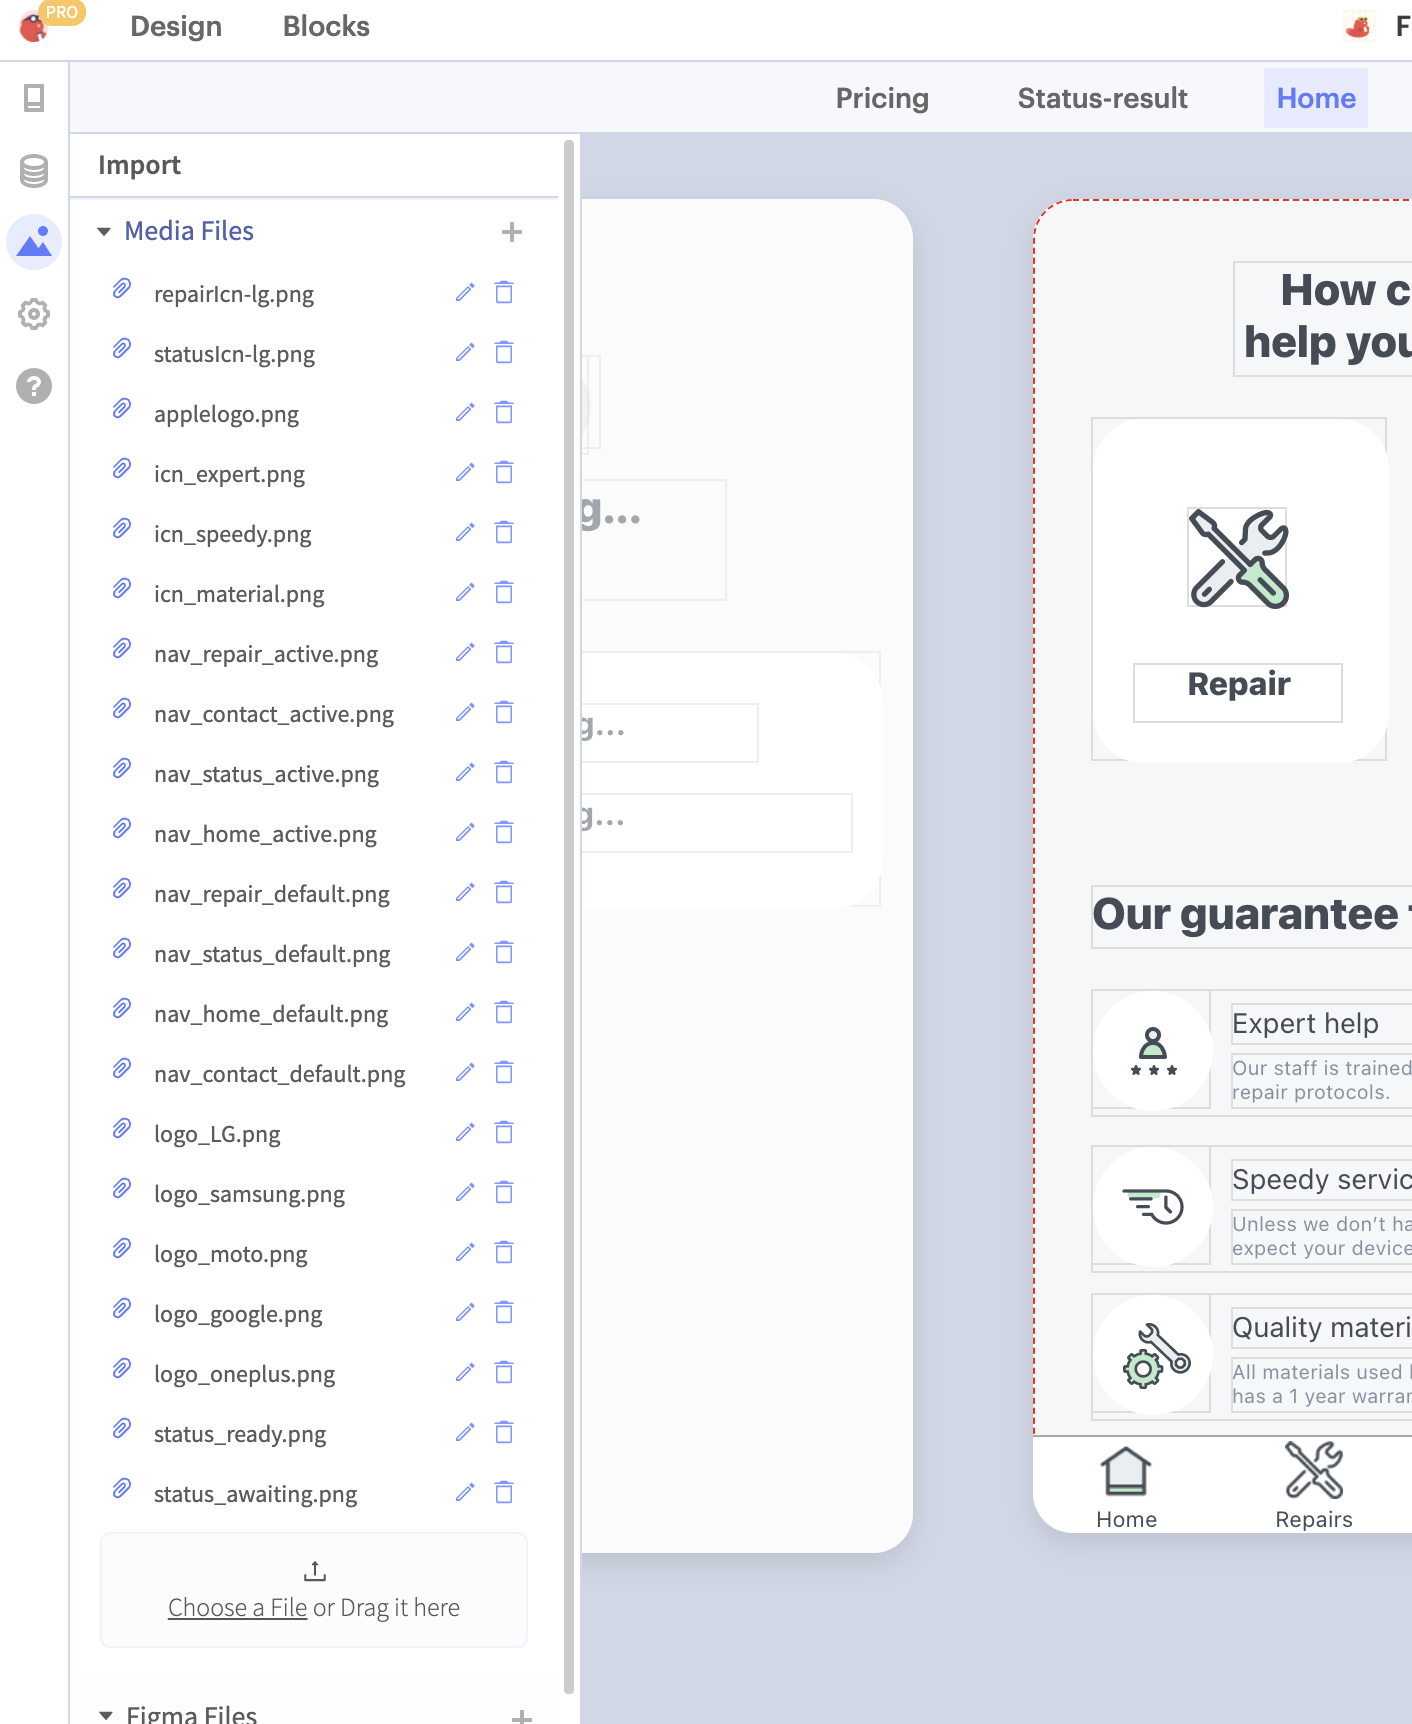 PRO
Design
Blocks
F
Pricing
Status-result
Home
Import
Media Files
repairIcn-lg.png
statusIcn-lg.png
applelogo.png
icn_expert.png
icn_speedy.png
icn_material.png
nav_repair_active.png
nav_contact_active.png
nav_status_active.png
nav_home_active.png
nav_repair_default.png
nav_status_default.png
nav_home_default.png
nav_contact_default.png
logo_LG.png
logo_samsung.png
logo_moto.png
logo_google.png
logo_oneplus.png
status_ready.png
status_awaiting.png
Choose a File or Drag it here
Figma Files
g...
g...
g...
How c
help you
Repair
Our guarantee
Expert help
Our staff is trained
repair protocols.
Speedy servic
Unless we don't ha
expect your device
Quality materi
All materials used
has a 1 year warran
Home
Repairs